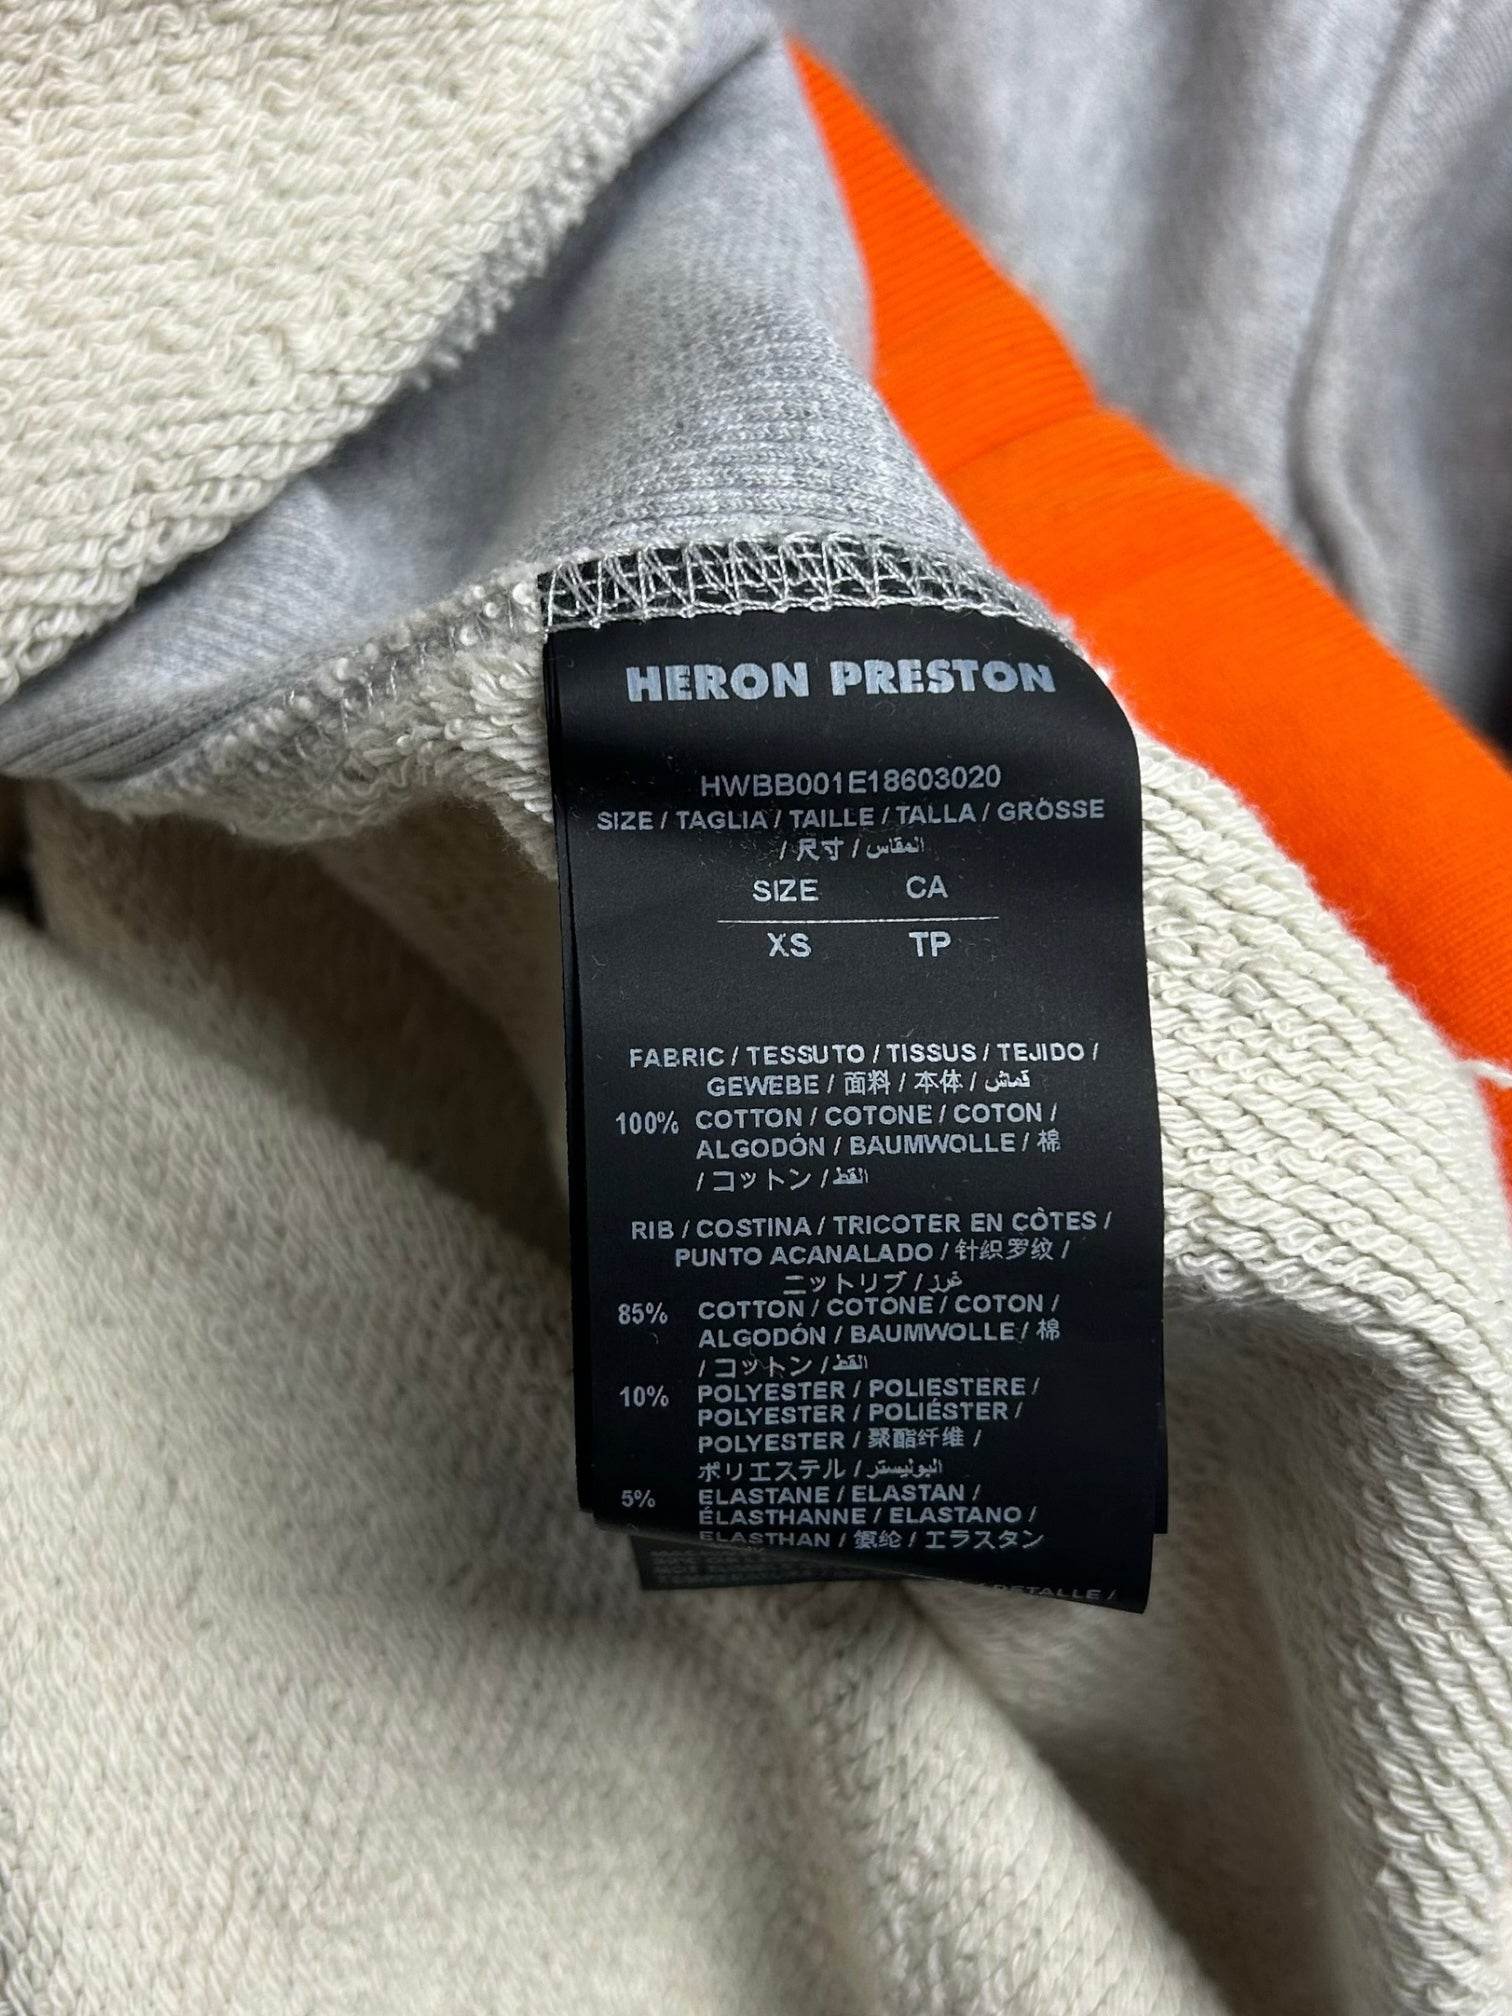 HERON PRESTON
HWBB001E18603020
SIZE / TAGLIA / TAILLE / TALLA / GRÖSSE
/ 尺寸 / المقاس
SIZE CA
XS TP
FABRIC / TESSUTO / TISSUS / TEJIDO /
GEWEBE / 面料 / 本体 / قماش
100% COTTON / COTONE / COTON /
ALGODÓN / BAUMWOLLE / 棉
/ コットン / القط
RIB / COSTINA / TRICOTER EN CÒTES /
PUNTO ACANALADO / 针织罗纹 /
ニットリブ / غرز
85% COTTON / COTONE / COTON /
ALGODÓN / BAUMWOLLE / 棉
/ コットン / القط
10% POLYESTER / POLIESTERE /
POLYESTER / POLIÉSTER /
POLYESTER / 聚酯纤维 /
ポリエステル / البوليستر
5% ELASTANE / ELASTAN /
ÉLASTHANNE / ELASTANO /
ELASTHAN / 氨纶 / エラスタン
DETALLE /